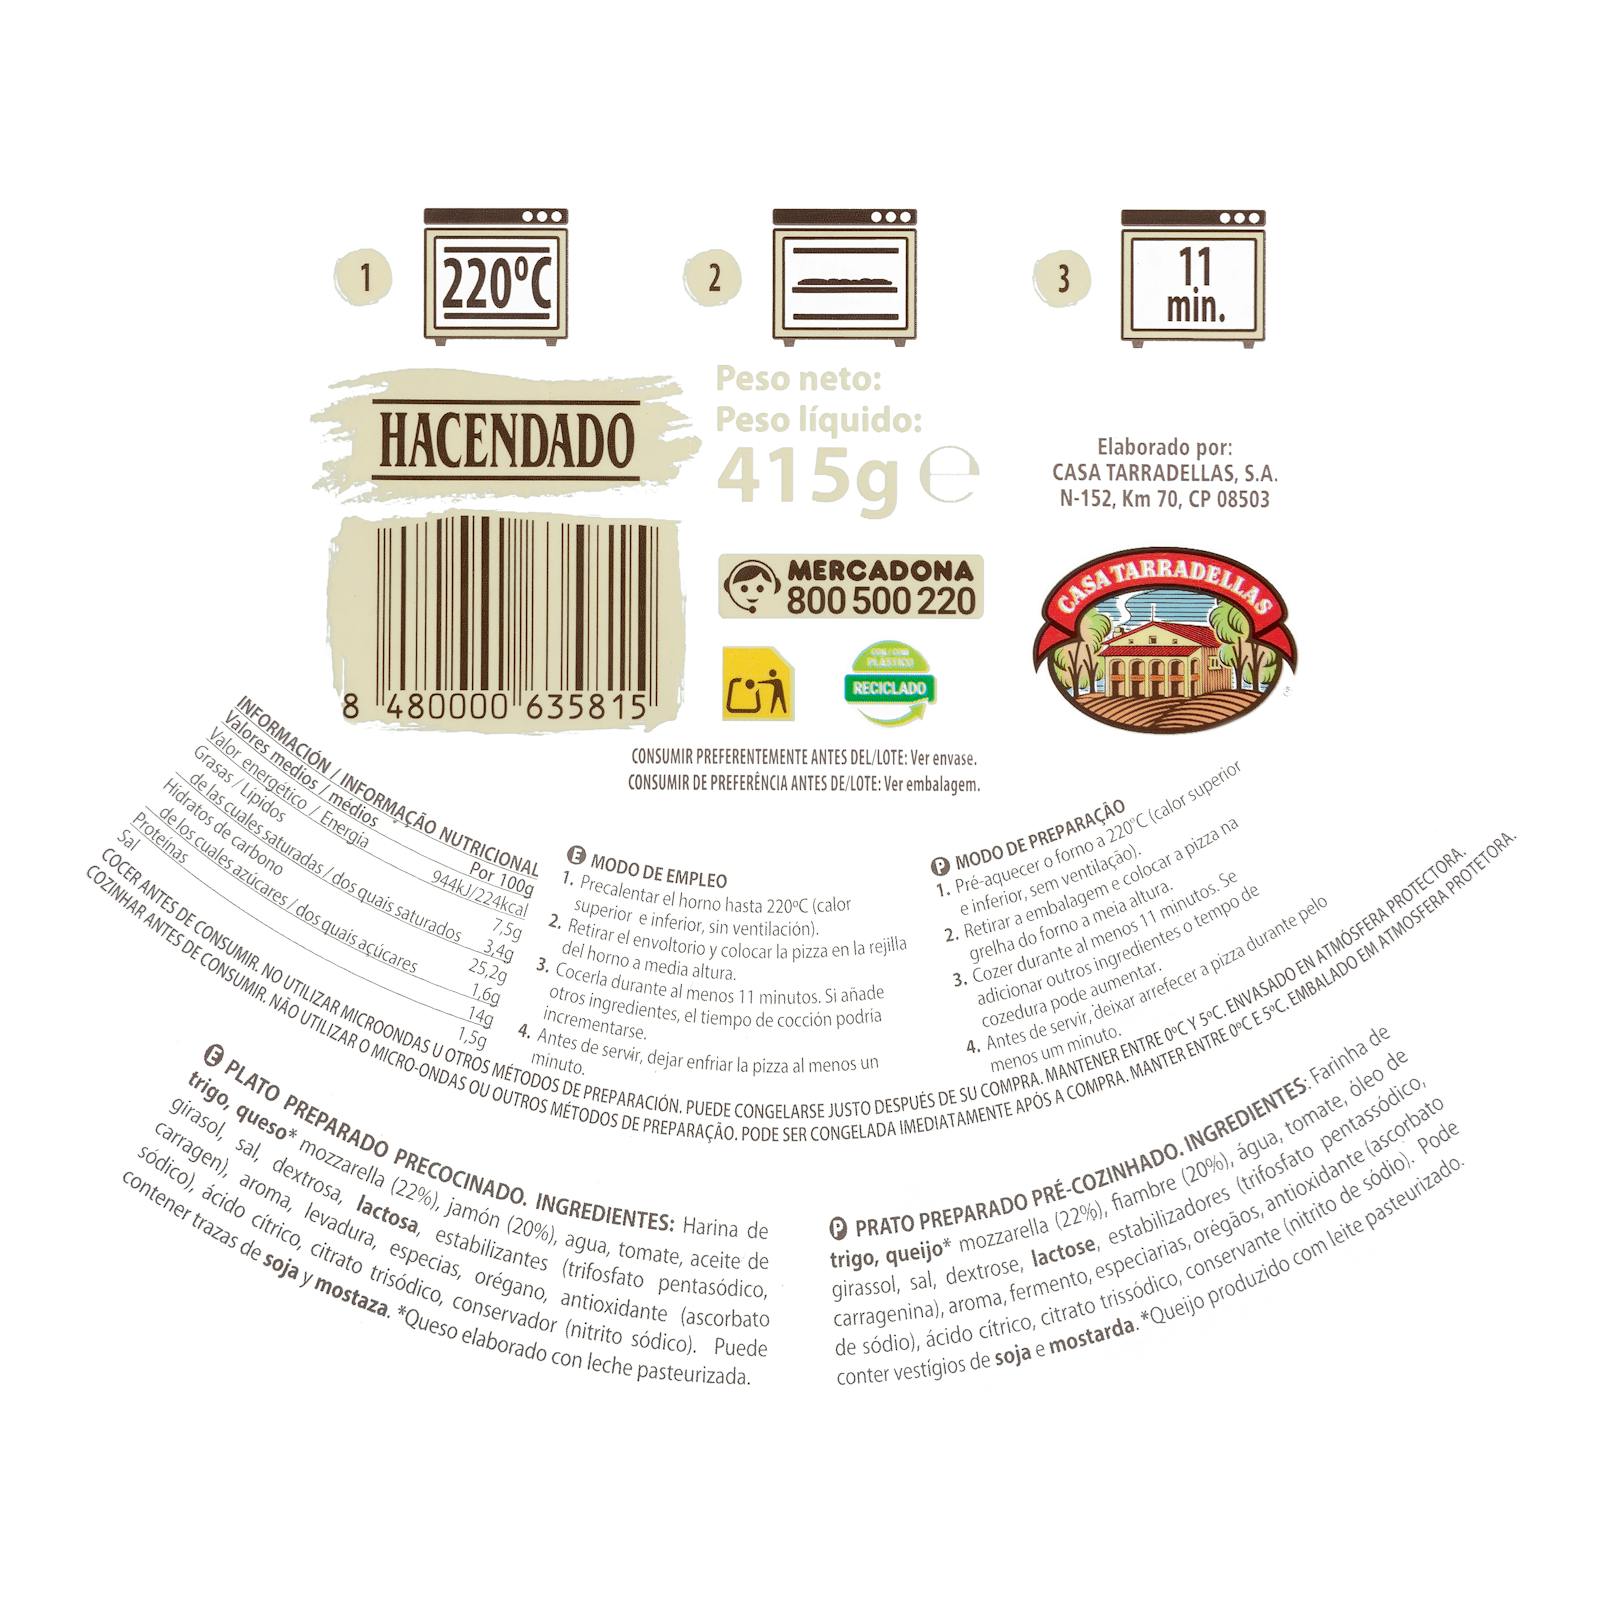 1
220ºC
2
3
11
min.
HACENDADO
8 480000 635815
Peso neto:
Peso líquido:
415g ℮
Elaborado por:
CASA TARRADELLAS, S.A.
N-152, Km 70, CP 08503
MERCADONA
800 500 220
CON / COM
PLÁSTICO
RECICLADO
CASA TARRADELLAS
CONSUMIR PREFERENTEMENTE ANTES DEL/LOTE: Ver envase.
CONSUMIR DE PREFERÊNCIA ANTES DE/LOTE: Ver embalagem.
INFORMACIÓN / INFORMAÇÃO NUTRICIONAL
Valores medios / médios Por 100g
Valor energético / Energia 944kJ/224kcal
Grasas / Lípidos 7,5g
de las cuales saturadas / dos quais saturados 3,4g
Hidratos de carbono 25,2g
de los cuales azúcares / dos quais açúcares 1,6g
Proteínas 14g
Sal 1,5g
E MODO DE EMPLEO
1. Precalentar el horno hasta 220ºC (calor
superior e inferior, sin ventilación).
2. Retirar el envoltorio y colocar la pizza en la rejilla
del horno a media altura.
3. Cocerla durante al menos 11 minutos. Si añade
otros ingredientes, el tiempo de cocción podría
incrementarse.
4. Antes de servir, dejar enfriar la pizza al menos un
minuto.
P MODO DE PREPARAÇÃO
1. Pré-aquecer o forno a 220ºC (calor superior
e inferior, sem ventilação).
2. Retirar a embalagem e colocar a pizza na
grelha do forno a meia altura.
3. Cozer durante al menos 11 minutos. Se
adicionar outros ingredientes o tempo de
cozedura pode aumentar.
4. Antes de servir, deixar arrefecer a pizza durante pelo
menos um minuto.
COCER ANTES DE CONSUMIR. NO UTILIZAR MICROONDAS U OTROS MÉTODOS DE PREPARACIÓN. PUEDE CONGELARSE JUSTO DESPUÉS DE SU COMPRA. MANTENER ENTRE 0ºC Y 5ºC. ENVASADO EN ATMÓSFERA PROTECTORA.
COZINHAR ANTES DE CONSUMIR. NÃO UTILIZAR O MICRO-ONDAS OU OUTROS MÉTODOS DE PREPARAÇÃO. PODE SER CONGELADA IMEDIATAMENTE APÓS A COMPRA. MANTER ENTRE 0ºC E 5ºC. EMBALADO EM ATMOSFERA PROTETORA.
E PLATO PREPARADO PRECOCINADO. INGREDIENTES: Harina de
trigo, queso* mozzarella (22%), jamón (20%), agua, tomate, aceite de
girasol, sal, dextrosa, lactosa, estabilizantes (trifosfato pentasódico,
carragen), aroma, levadura, especias, orégano, antioxidante (ascorbato
sódico), ácido cítrico, citrato trisódico, conservador (nitrito sódico). Puede
contener trazas de soja y mostaza. *Queso elaborado con leche pasteurizada.
P PRATO PREPARADO PRÉ-COZINHADO. INGREDIENTES: Farinha de
trigo, queijo* mozzarella (22%), fiambre (20%), água, tomate, óleo de
girassol, sal, dextrose, lactose, estabilizadores (trifosfato pentassódico,
carragenina), aroma, fermento, especiarias, orégãos, antioxidante (ascorbato
de sódio), ácido cítrico, citrato trissódico, conservante (nitrito de sódio). Pode
conter vestígios de soja e mostarda. *Queijo produzido com leite pasteurizado.